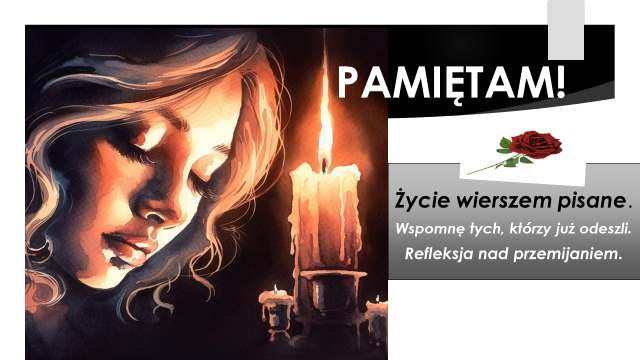 PAMIĘTAM!
Życie wierszem pisane.
Wspomnę tych, którzy już odeszli.
Refleksja nad przemijaniem.